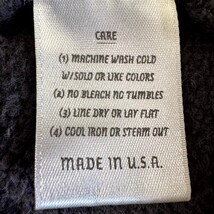 CARE
(1) MACHINE WASH COLD
W/SOLO OR LIKE COLORS
(2) NO BLEACH NO TUMBLES
(3) LINE DRY OR LAY FLAT
(4) COOL IRON OR STEAM OUT
MADE IN U.S.A.